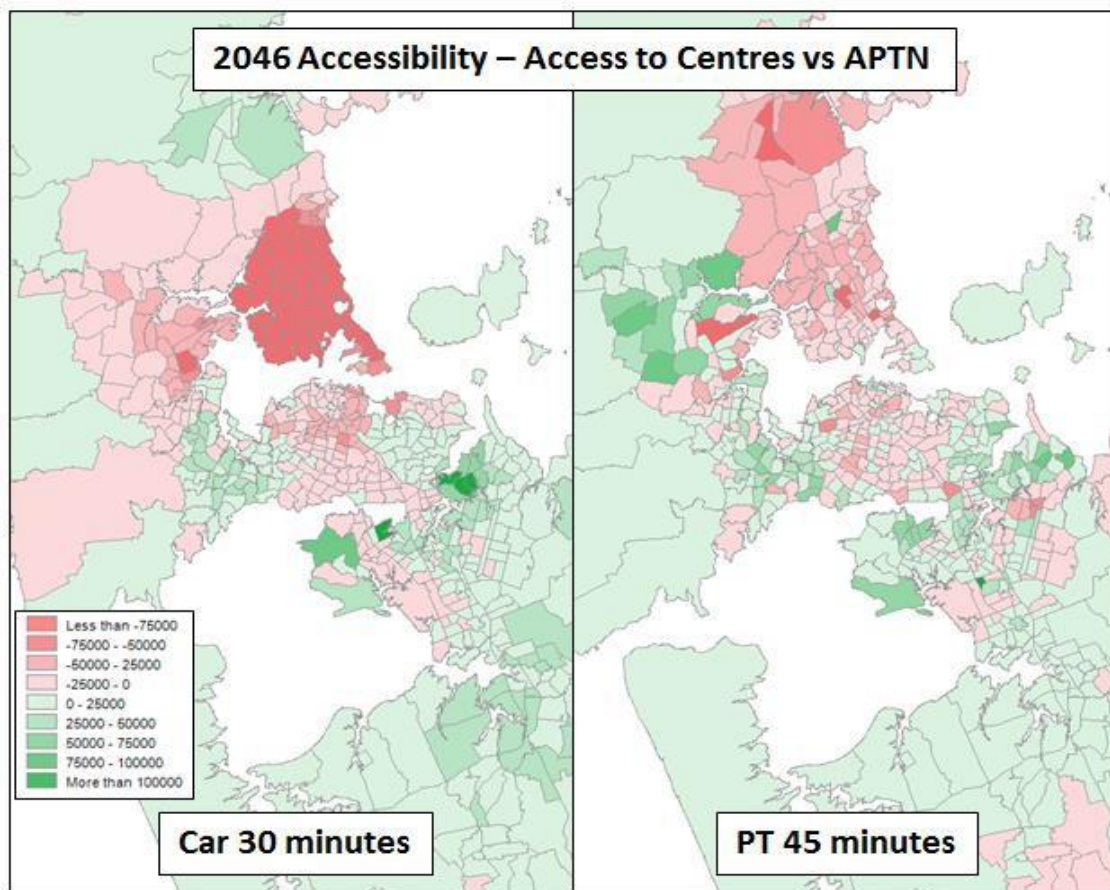 2046 Accessibility – Access to Centres vs APTN
Less than -75000
-75000 - -50000
-50000 - 25000
-25000 - 0
0 - 25000
25000 - 50000
50000 - 75000
75000 - 100000
More than 100000
Car 30 minutes
PT 45 minutes